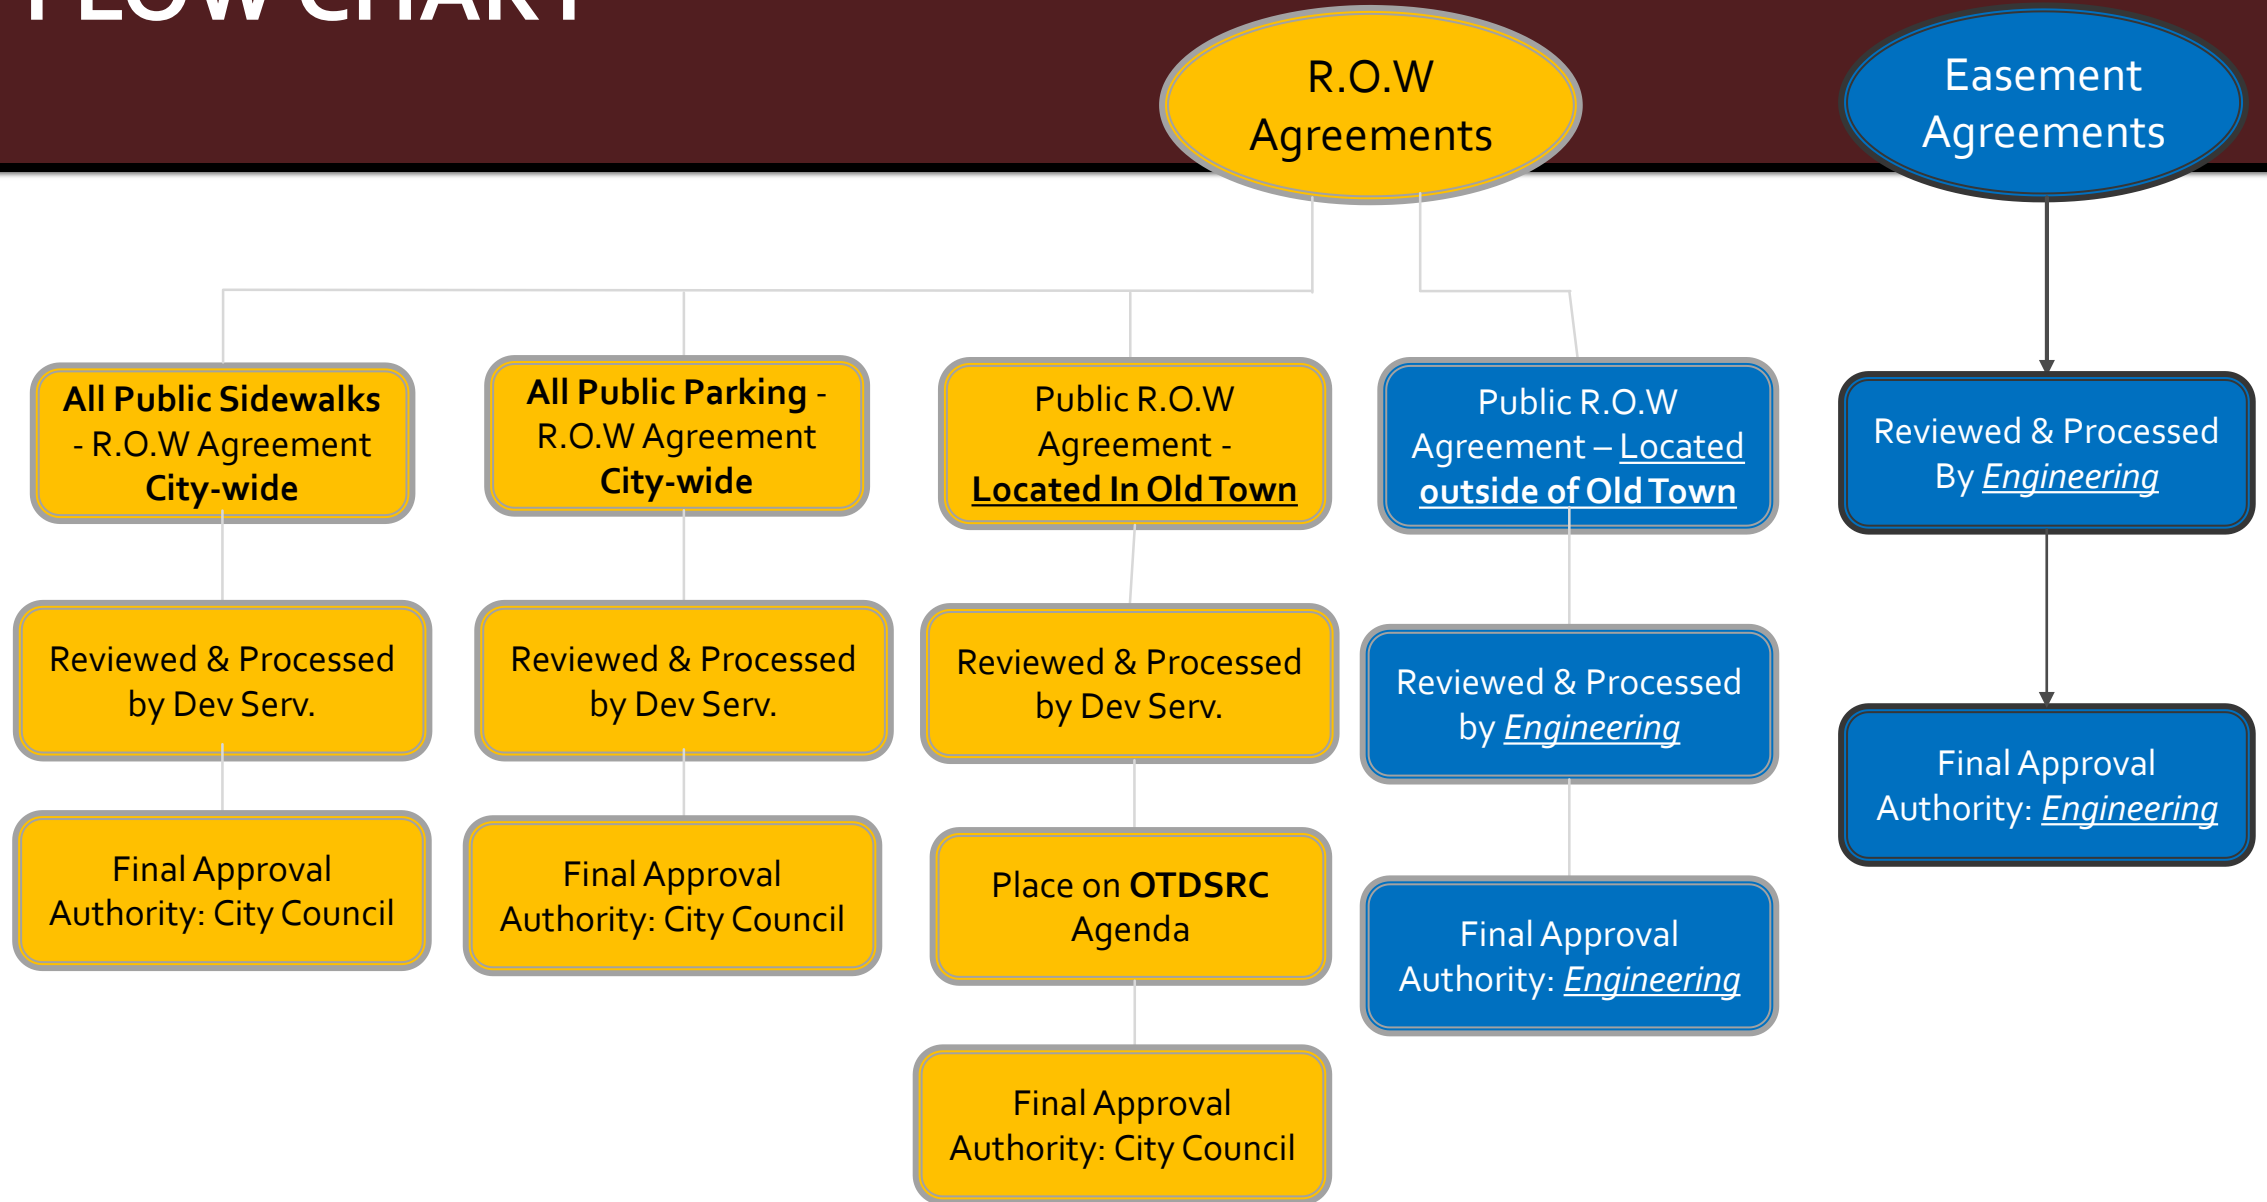 FLOW CHART
R.O.W
Agreements
Easement
Agreements
All Public Sidewalks
- R.O.W Agreement
City-wide
All Public Parking -
R.O.W Agreement
City-wide
Public R.O.W
Agreement -
Located In Old Town
Public R.O.W
Agreement – Located
outside of Old Town
Reviewed & Processed
By Engineering
Reviewed & Processed
by Dev Serv.
Reviewed & Processed
by Dev Serv.
Reviewed & Processed
by Dev Serv.
Reviewed & Processed
by Engineering
Final Approval
Authority: Engineering
Final Approval
Authority: City Council
Final Approval
Authority: City Council
Place on OTDSRC
Agenda
Final Approval
Authority: Engineering
Final Approval
Authority: City Council